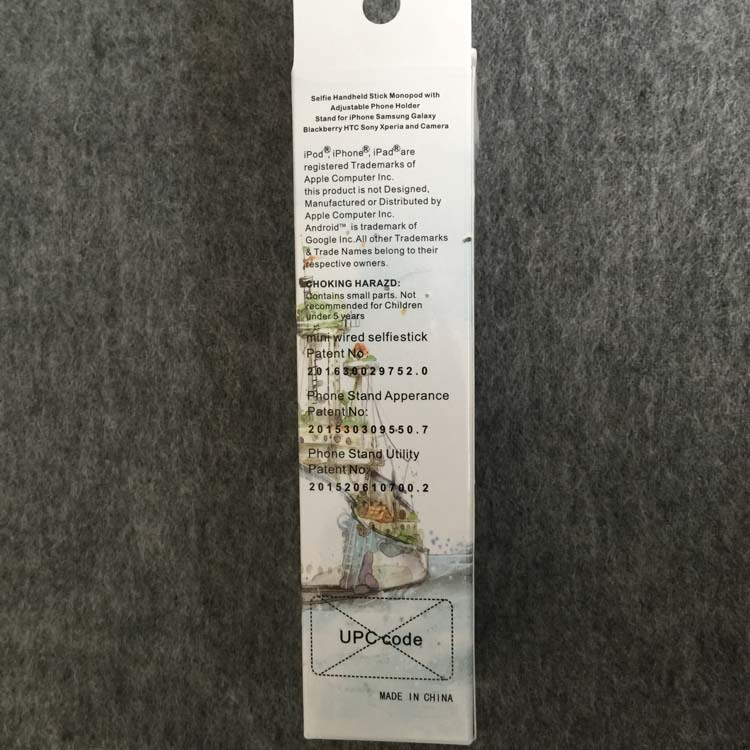 Selfie Handheld Stick Monopod with
Adjustable Phone Holder
Stand for iPhone Samsung Galaxy
Blackberry HTC Sony Xperia and Camera
iPod®, iPhone®, iPad® are
registered Trademarks of
Apple Computer Inc.
this product is not Designed,
Manufactured or Distributed by
Apple Computer Inc.
Android™ is trademark of
Google Inc.All other Trademarks
& Trade Names belong to their
respective owners.
CHOKING HARAZD:
Contains small parts. Not
recommended for Children
under 5 years
mini wired selfiestick
Patent No:
201630029752.0
Phone Stand Apperance
Patent No:
201530309550.7
Phone Stand Utility
Patent No:
201520610700.2
UPC code
MADE IN CHINA